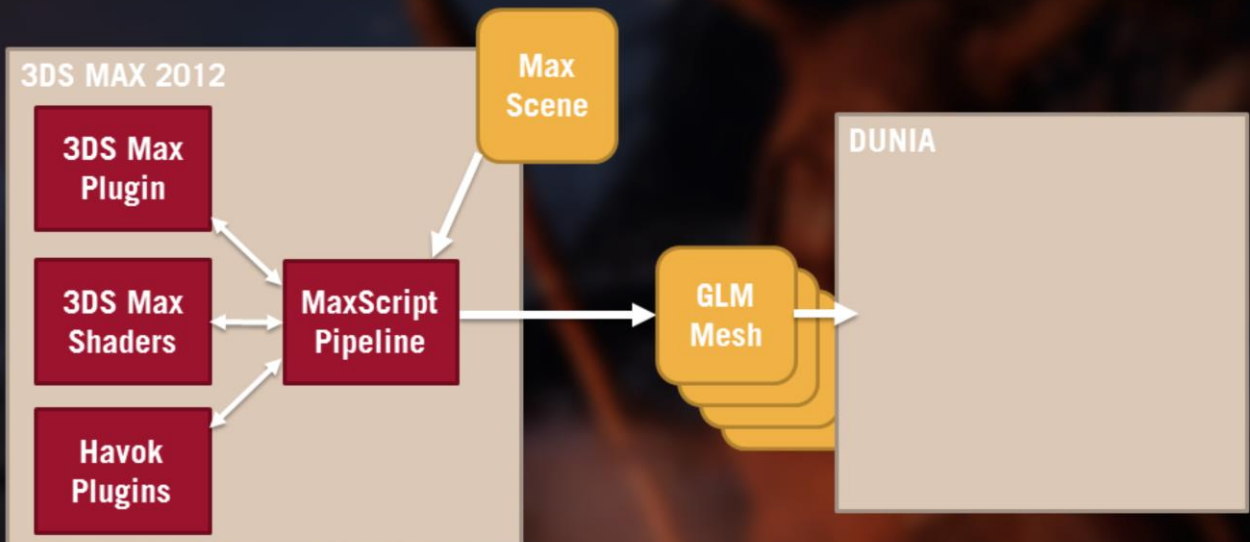 3DS MAX 2012
Max
Scene
3DS Max
Plugin
DUNIA
3DS Max
Shaders
MaxScript
Pipeline
GLM
Mesh
Havok
Plugins